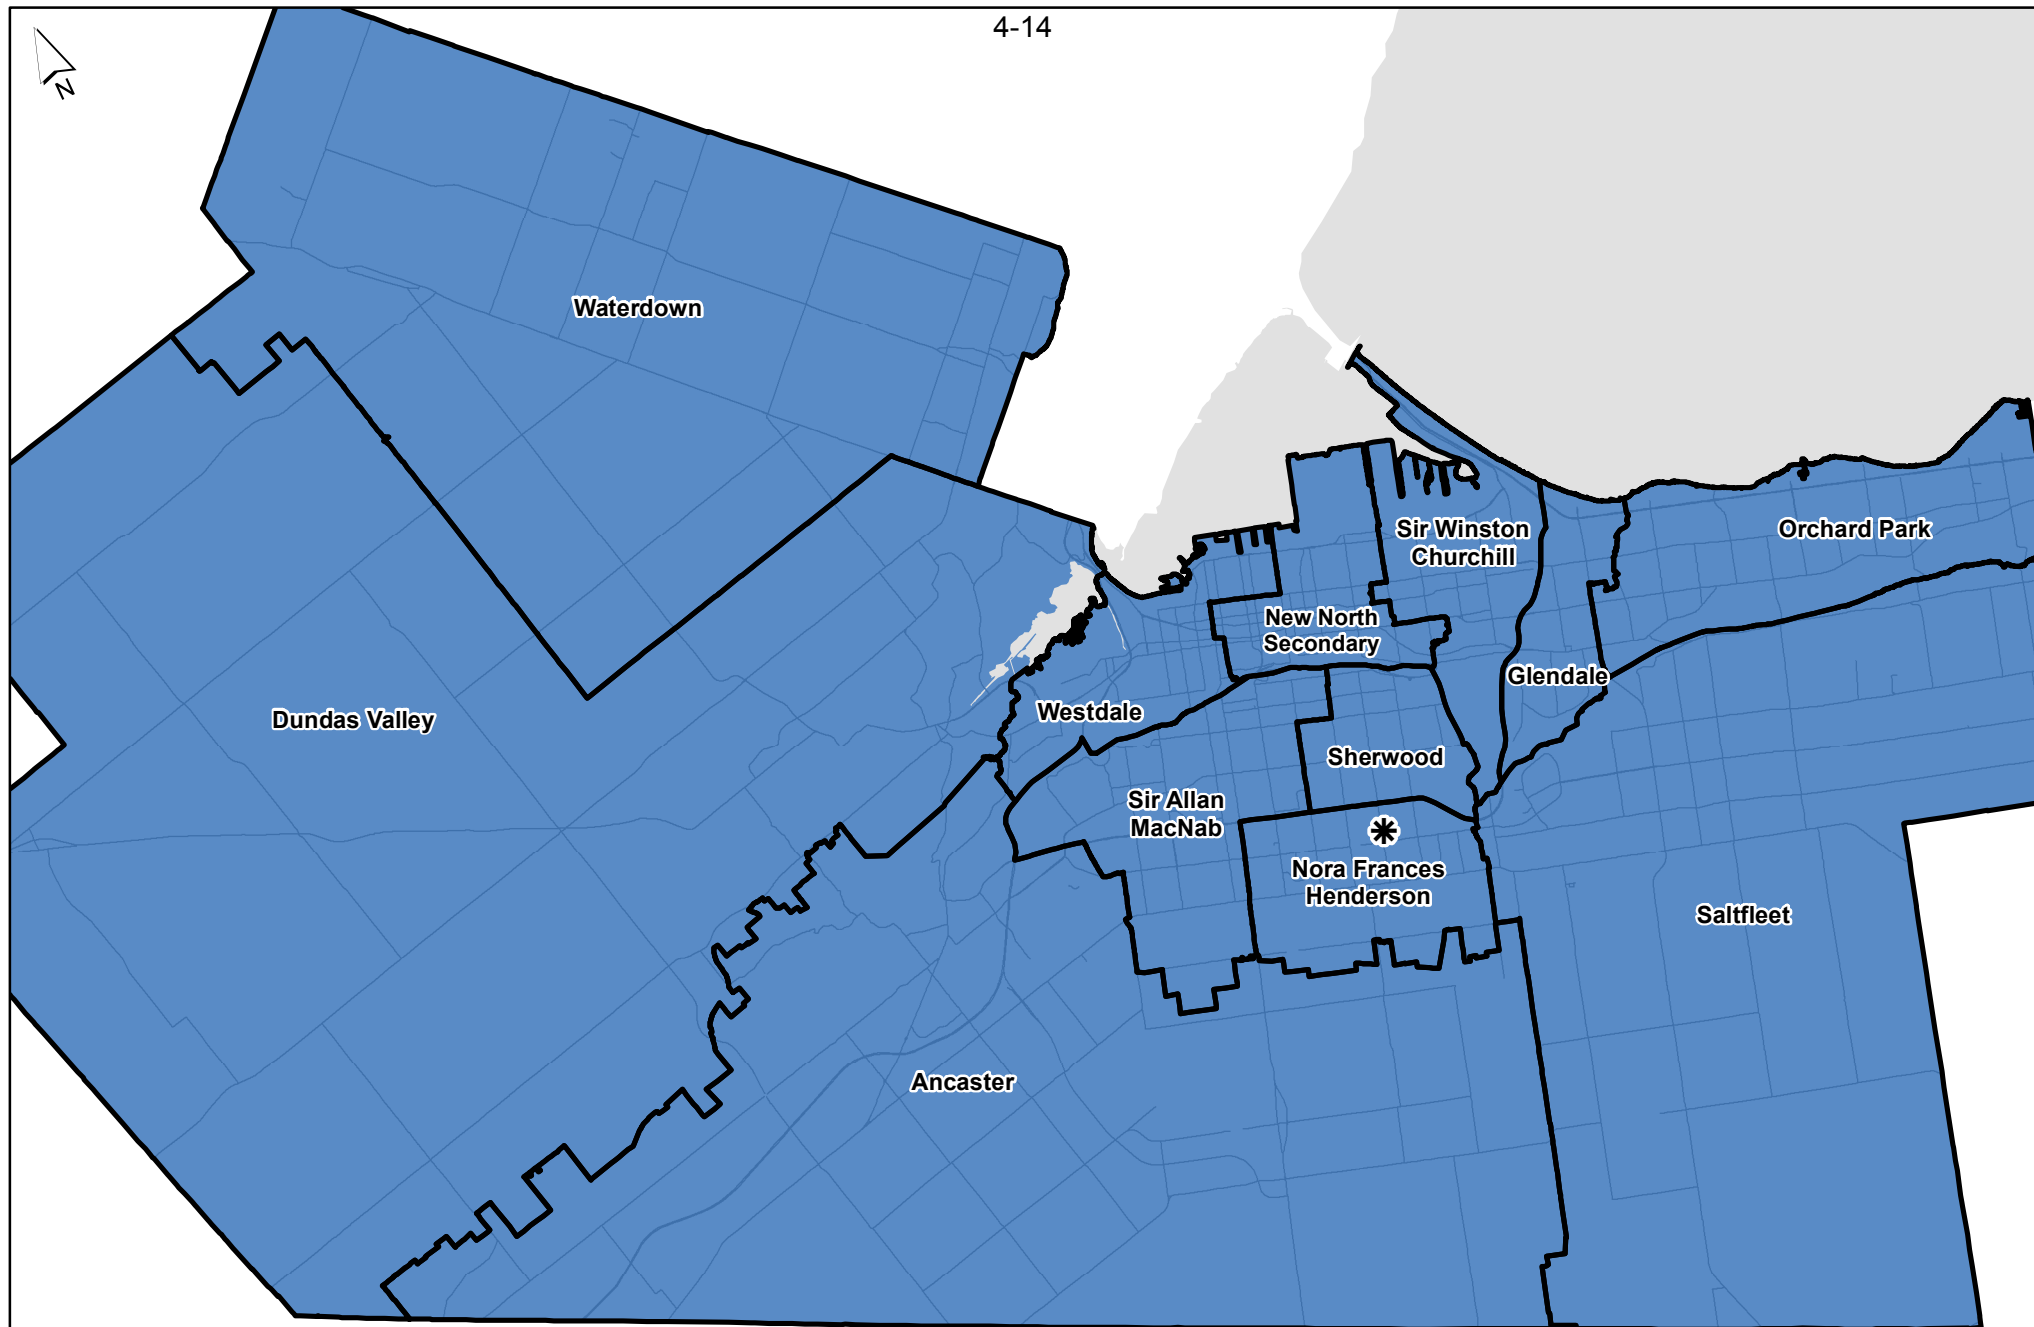 4-14
N
Waterdown
Sir Winston
Churchill
Orchard Park
New North
Secondary
Glendale
Westdale
Dundas Valley
Sherwood
Sir Allan
MacNab
Nora Frances
Henderson
Saltfleet
Ancaster